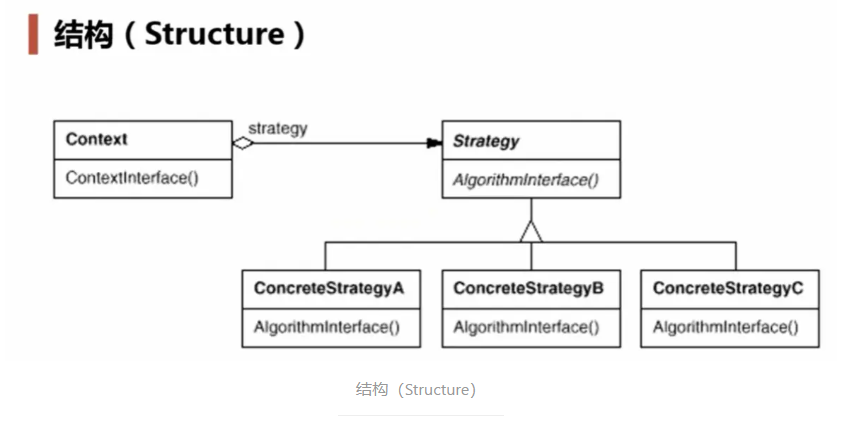 结构（Structure）
strategy
Context
ContextInterface()
Strategy
AlgorithmInterface()
ConcreteStrategyA
AlgorithmInterface()
ConcreteStrategyB
AlgorithmInterface()
ConcreteStrategyC
AlgorithmInterface()
结构（Structure）